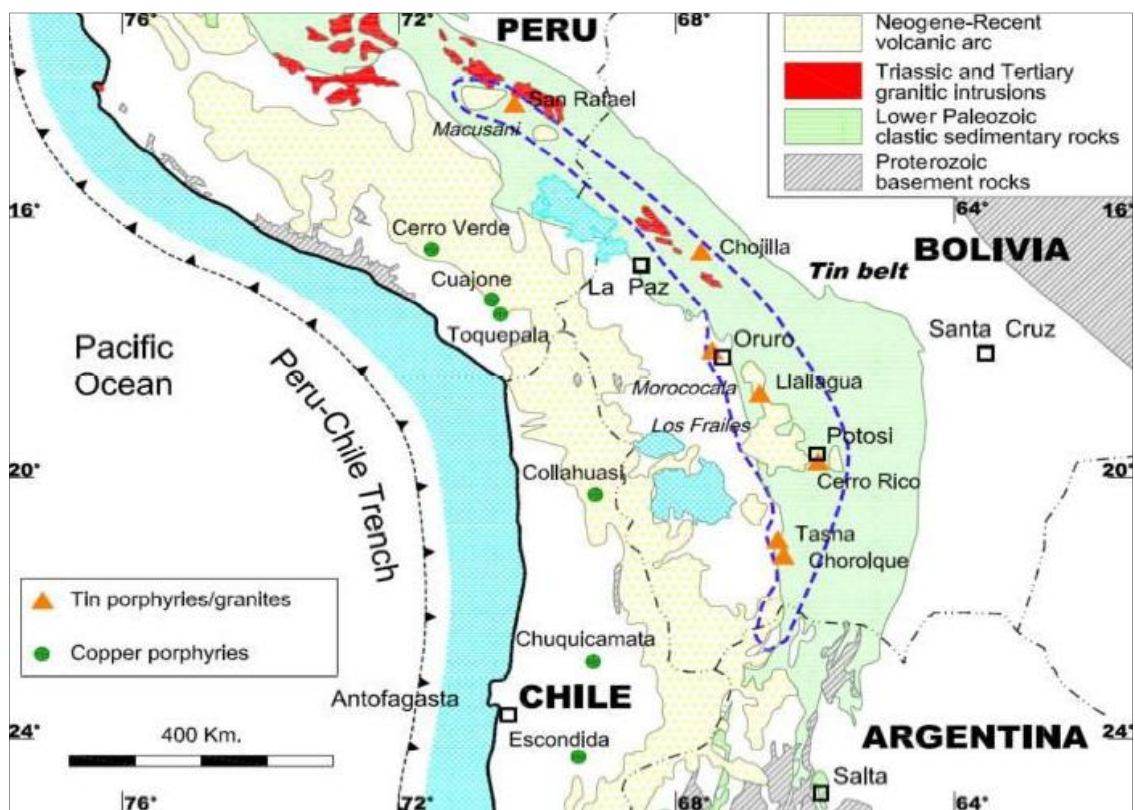 76°
72°
PERU
68°
Neogene-Recent
volcanic arc
Triassic and Tertiary
granitic intrusions
Lower Paleozoic
clastic sedimentary rocks
Proterozoic
basement rocks
San Rafael
Macusani
16°
64°
16°
Cerro Verde
Chojilla
BOLIVIA
Cuajone
La Paz
Tin belt
Toquepala
Oruro
Santa Cruz
Pacific
Ocean
Morococala
Llallagua
Peru-Chile Trench
Los Frailes
Potosi
20°
Collahuasi
Cerro Rico
20°
Tasna
Chorolque
Tin porphyries/granites
Copper porphyries
Chuquicamata
Antofagasta
CHILE
24°
400 Km.
Escondida
ARGENTINA
24°
Salta
76°
72°
68°
64°